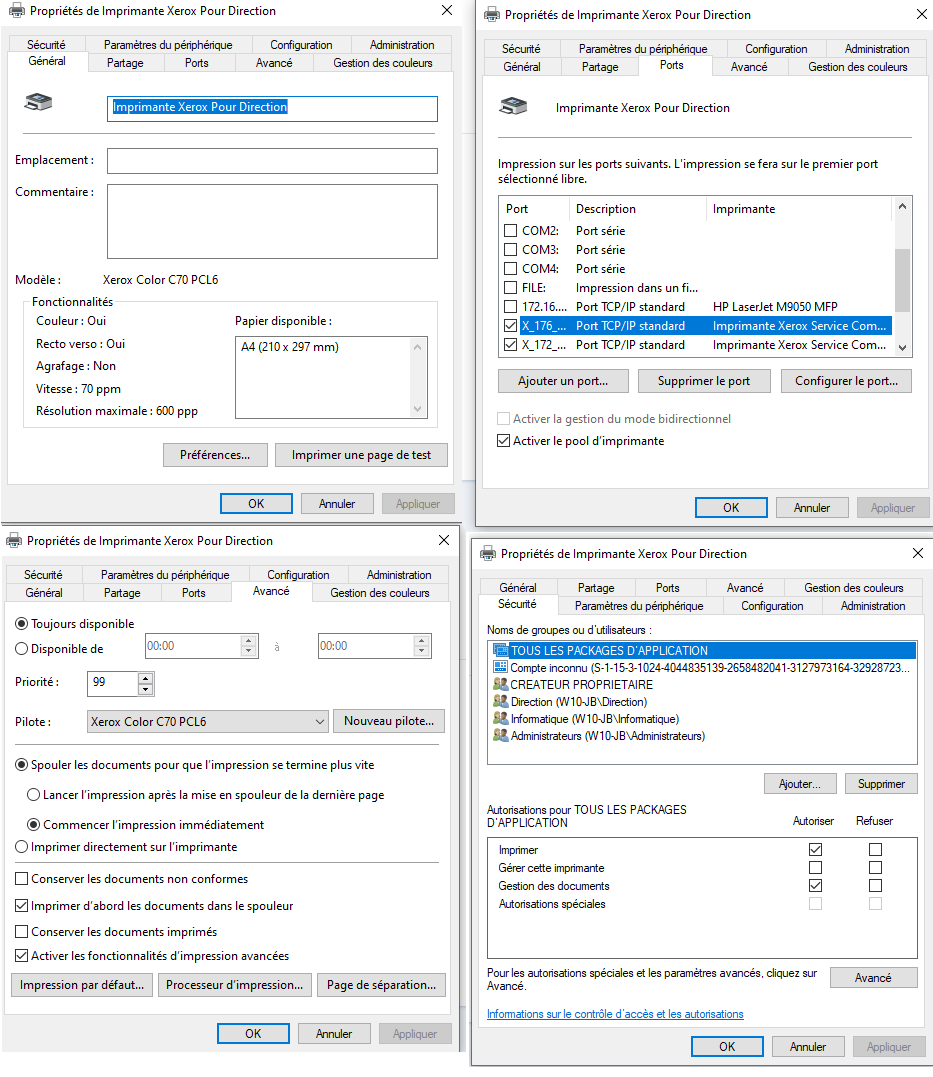 Propriétés de Imprimante Xerox Pour Direction
Sécurité Paramètres du périphérique Configuration Administration
Général Partage Ports Avancé Gestion des couleurs
Imprimante Xerox Pour Direction
Emplacement :
Commentaire :
Modèle : Xerox Color C70 PCL6
Fonctionnalités
Couleur : Oui Papier disponible :
Recto verso : Oui A4 (210 x 297 mm)
Agrafage : Non
Vitesse : 70 ppm
Résolution maximale : 600 ppp
Préférences... Imprimer une page de test
OK Annuler Appliquer
Propriétés de Imprimante Xerox Pour Direction
Sécurité Paramètres du périphérique Configuration Administration
Général Partage Ports Avancé Gestion des couleurs
Imprimante Xerox Pour Direction
Impression sur les ports suivants. L'impression se fera sur le premier port
sélectionné libre.
Port Description Imprimante
COM2: Port série
COM3: Port série
COM4: Port série
FILE: Impression dans un fi...
172.16.... Port TCP/IP standard HP LaserJet M9050 MFP
X_176_... Port TCP/IP standard Imprimante Xerox Service Com...
X_172_... Port TCP/IP standard Imprimante Xerox Service Com...
Ajouter un port... Supprimer le port Configurer le port...
Activer la gestion du mode bidirectionnel
Activer le pool d'imprimante
OK Annuler Appliquer
Propriétés de Imprimante Xerox Pour Direction
Sécurité Paramètres du périphérique Configuration Administration
Général Partage Ports Avancé Gestion des couleurs
Toujours disponible
Disponible de 00:00 à 00:00
Priorité : 99
Pilote : Xerox Color C70 PCL6 Nouveau pilote...
Spouler les documents pour que l'impression se termine plus vite
Lancer l'impression après la mise en spouleur de la dernière page
Commencer l'impression immédiatement
Imprimer directement sur l'imprimante
Conserver les documents non conformes
Imprimer d'abord les documents dans le spouleur
Conserver les documents imprimés
Activer les fonctionnalités d'impression avancées
Impression par défaut... Processeur d'impression... Page de séparation...
OK Annuler Appliquer
Propriétés de Imprimante Xerox Pour Direction
Général Partage Ports Avancé Gestion des couleurs
Sécurité Paramètres du périphérique Configuration Administration
Noms de groupes ou d'utilisateurs :
TOUS LES PACKAGES D'APPLICATION
Compte inconnu (S-1-15-3-1024-4044835139-2658482041-3127973164-32928723...
CREATEUR PROPRIETAIRE
Direction (W10-JB\Direction)
Informatique (W10-JB\Informatique)
Administrateurs (W10-JB\Administrateurs)
Ajouter... Supprimer
Autorisations pour TOUS LES PACKAGES
D'APPLICATION Autoriser Refuser
Imprimer
Gérer cette imprimante
Gestion des documents
Autorisations spéciales
Pour les autorisations spéciales et les paramètres avancés, cliquez sur
Avancé. Avancé
Informations sur le contrôle d'accès et les autorisations
OK Annuler Appliquer